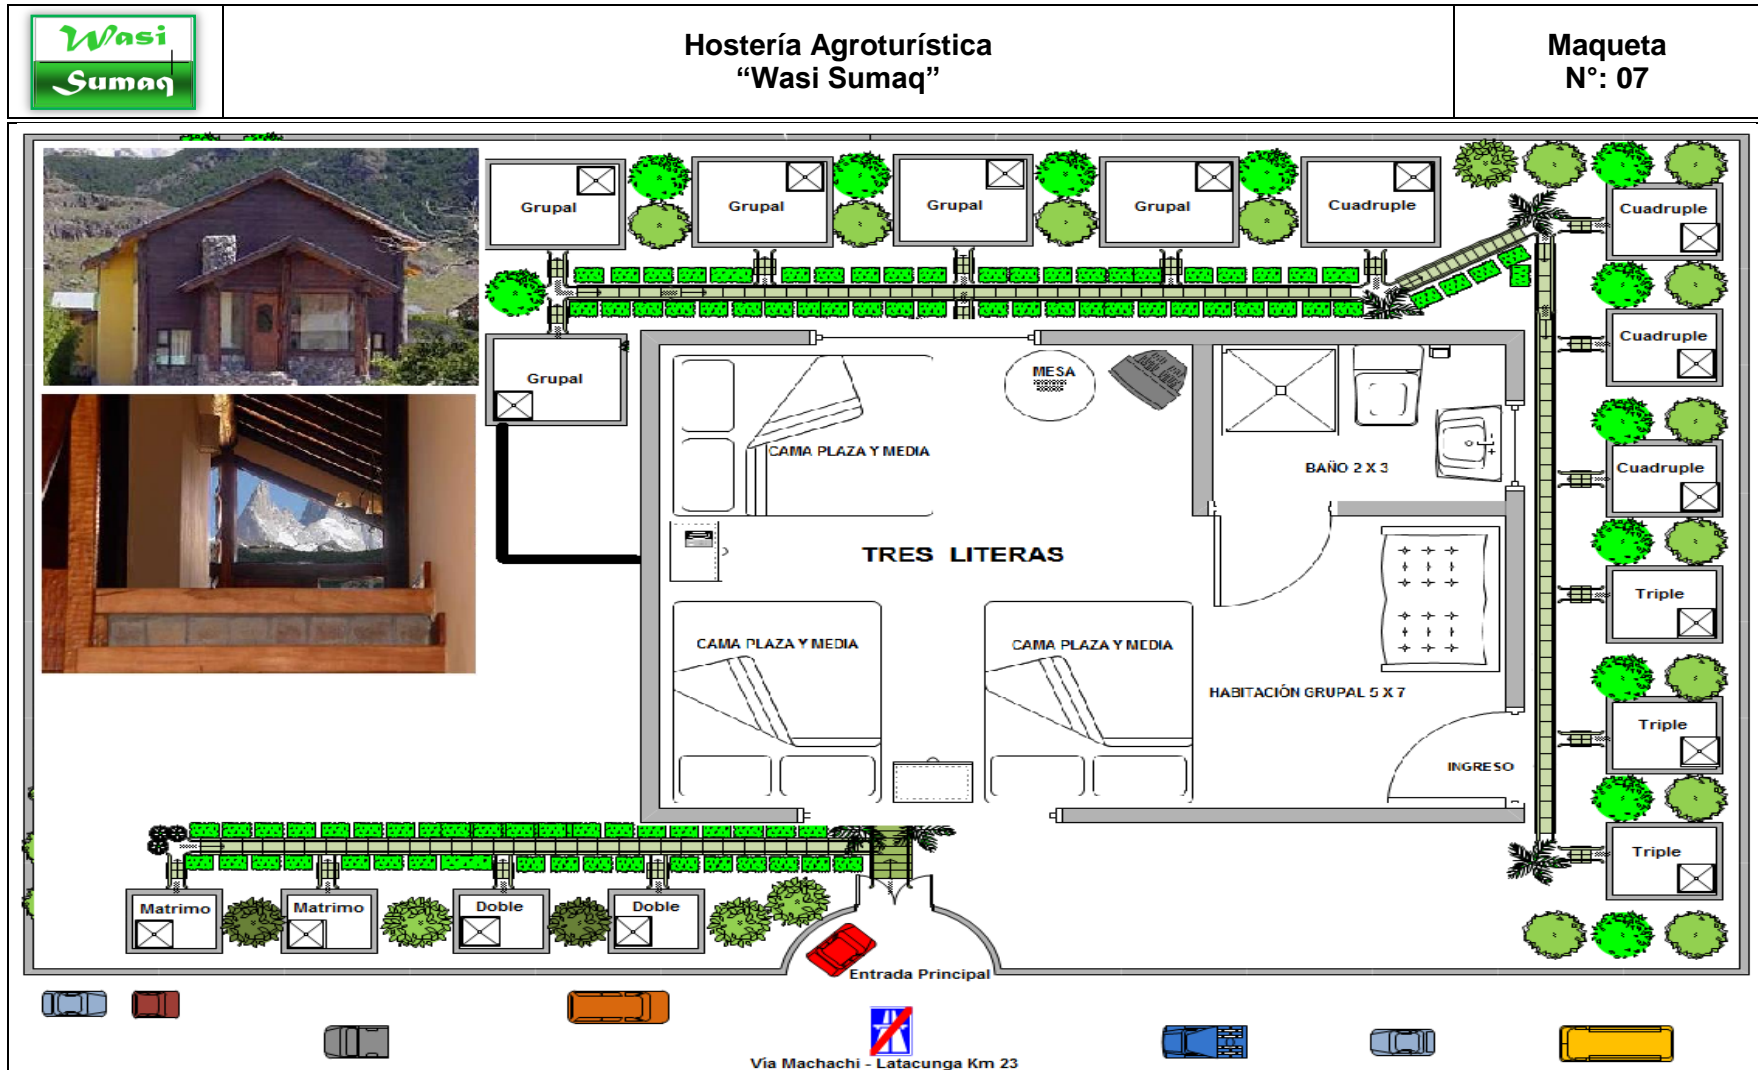 Wasi
Sumaq
Hostería Agroturística
“Wasi Sumaq”
Maqueta
N°: 07
Grupal
Grupal
Grupal
Grupal
Cuadruple
Cuadruple
Grupal
Cuadruple
Cuadruple
Triple
Triple
Triple
MESA
CAMA PLAZA Y MEDIA
BAÑO 2 X 3
TRES LITERAS
CAMA PLAZA Y MEDIA
CAMA PLAZA Y MEDIA
HABITACIÓN GRUPAL 5 X 7
INGRESO
Matrimo
Matrimo
Doble
Doble
Entrada Principal
Vía Machachi - Latacunga Km 23